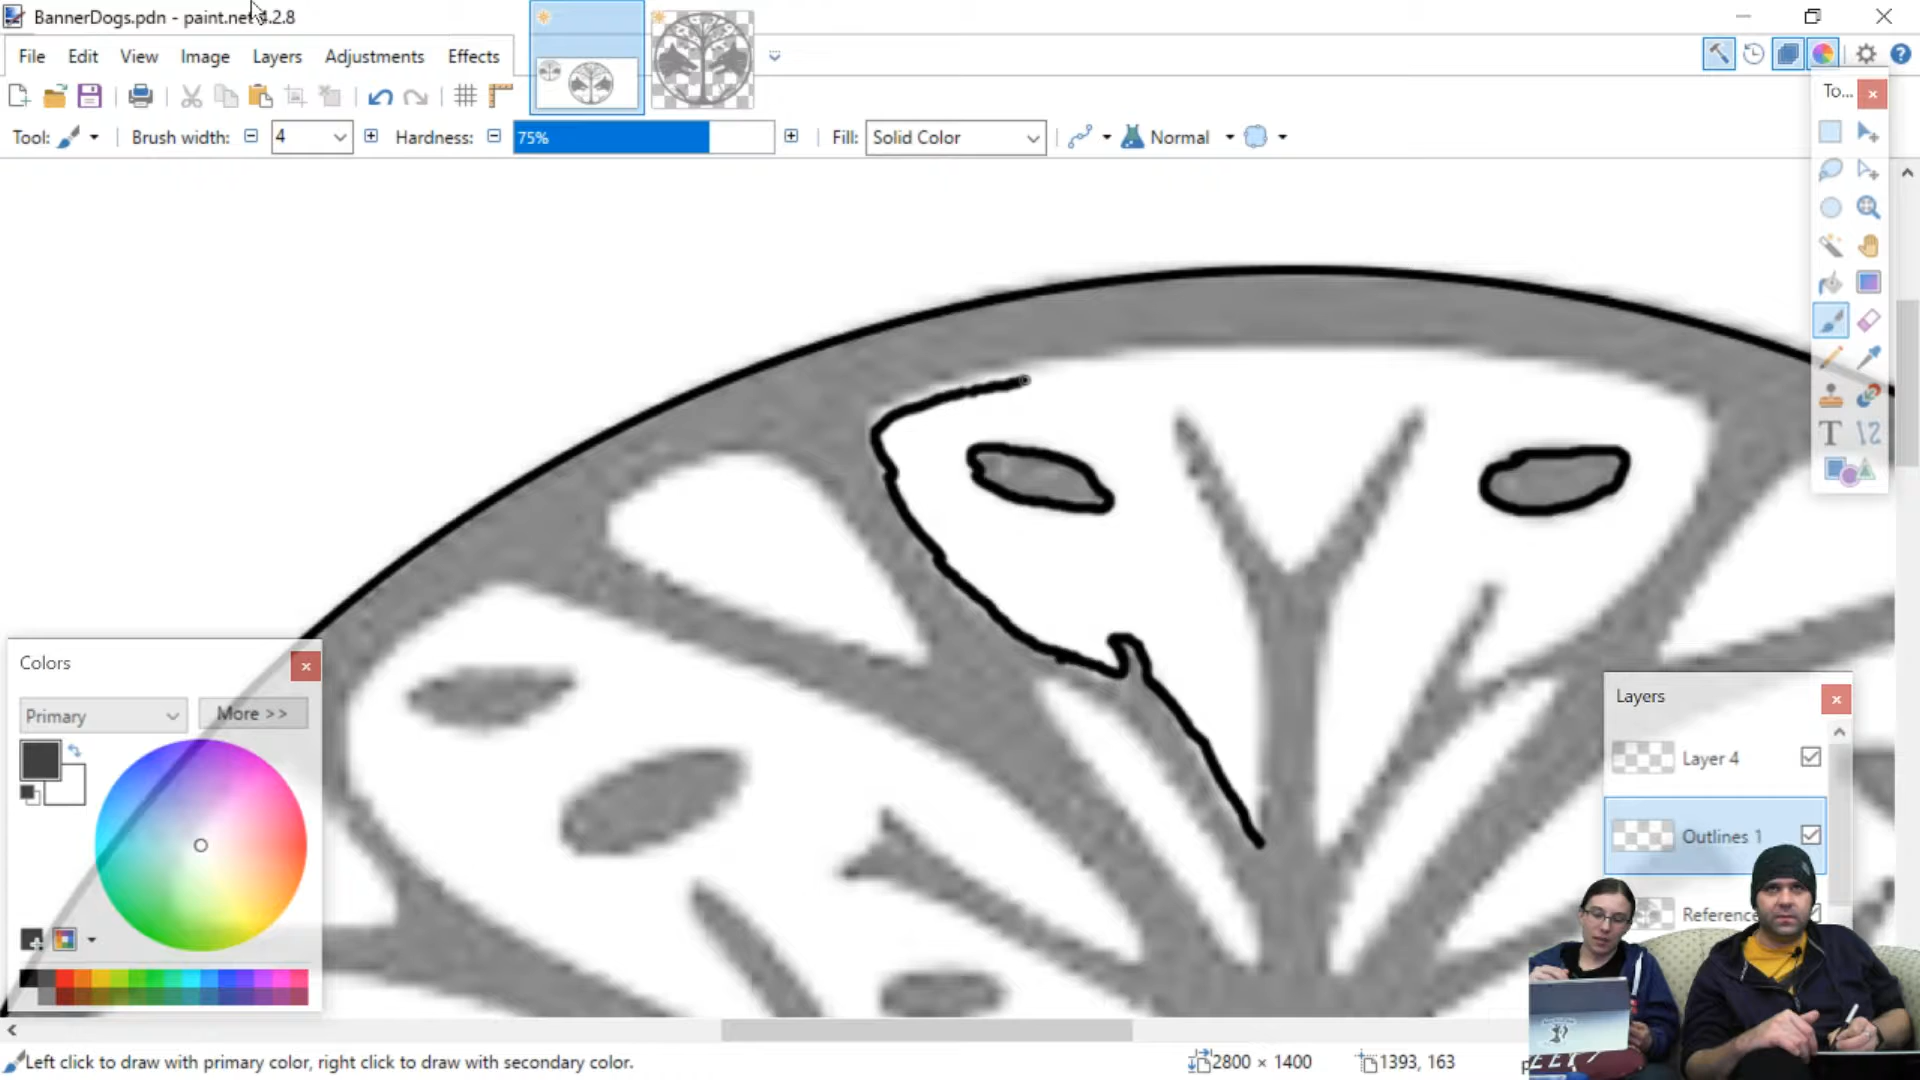 BannerDogs.pdn - paint.net 4.2.8
File Edit View Image Layers Adjustments Effects
Tool: Brush width: 4 Hardness: 75% Fill: Solid Color Normal
To...
Colors
Primary More >>
Layers
Layer 4
Outlines 1
Reference
Left click to draw with primary color, right click to draw with secondary color.
2800 × 1400
1393, 163